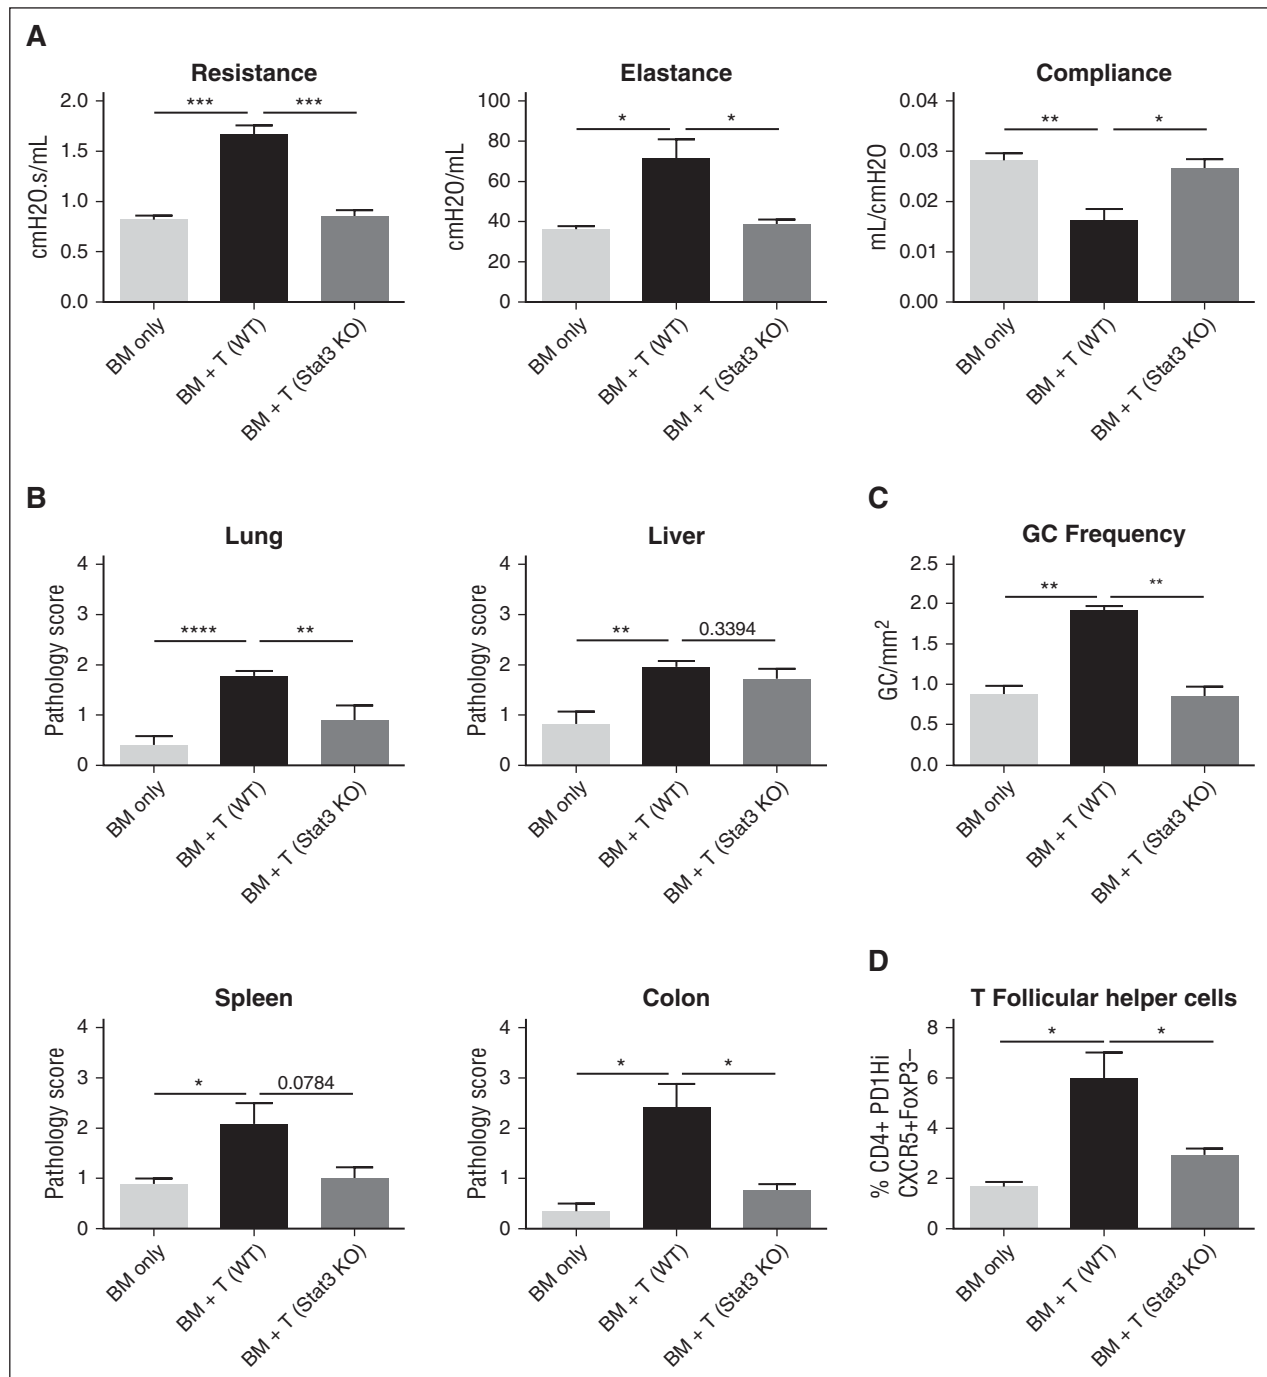 A
Resistance
cmH2O.s/mL
2.0
1.5
1.0
0.5
0.0
***
***
BM only
BM + T (WT)
BM + T (Stat3 KO)
Elastance
cmH2O/mL
100
80
60
40
20
0
*
*
BM only
BM + T (WT)
BM + T (Stat3 KO)
Compliance
mL/cmH2O
0.04
0.03
0.02
0.01
0.00
**
*
BM only
BM + T (WT)
BM + T (Stat3 KO)
B
Lung
Pathology score
4
3
2
1
0
****
**
BM only
BM + T (WT)
BM + T (Stat3 KO)
Liver
Pathology score
4
3
2
1
0
**
0.3394
BM only
BM + T (WT)
BM + T (Stat3 KO)
C
GC Frequency
GC/mm2
2.5
2.0
1.5
1.0
0.5
0.0
**
**
BM only
BM + T (WT)
BM + T (Stat3 KO)
Spleen
Pathology score
4
3
2
1
0
*
0.0784
BM only
BM + T (WT)
BM + T (Stat3 KO)
Colon
Pathology score
4
3
2
1
0
*
*
BM only
BM + T (WT)
BM + T (Stat3 KO)
D
T Follicular helper cells
% CD4+ PD1Hi
CXCR5+FoxP3–
8
6
4
2
0
*
*
BM only
BM + T (WT)
BM + T (Stat3 KO)